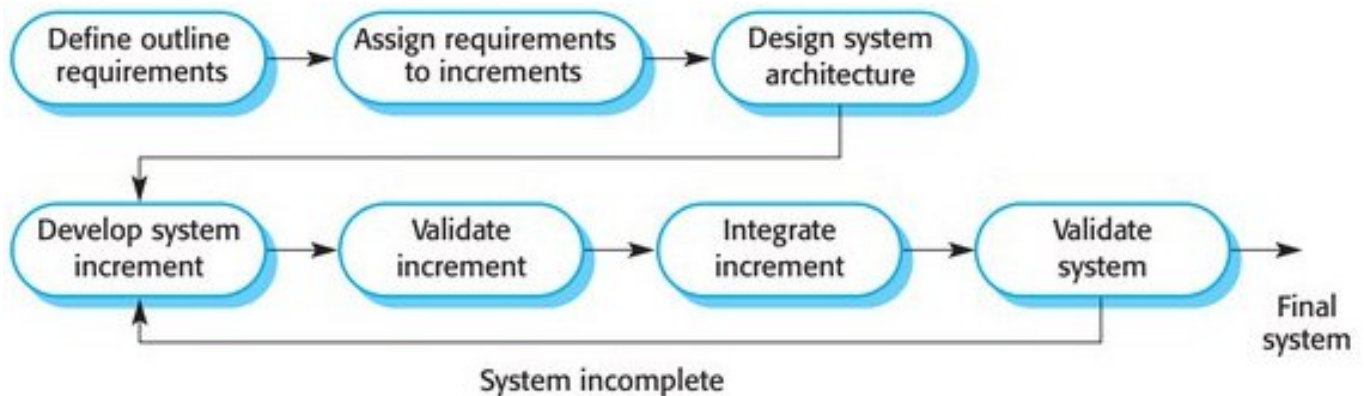 Define outline
requirements
Assign requirements
to increments
Design system
architecture
Develop system
increment
Validate
increment
Integrate
increment
Validate
system
Final
system
System incomplete